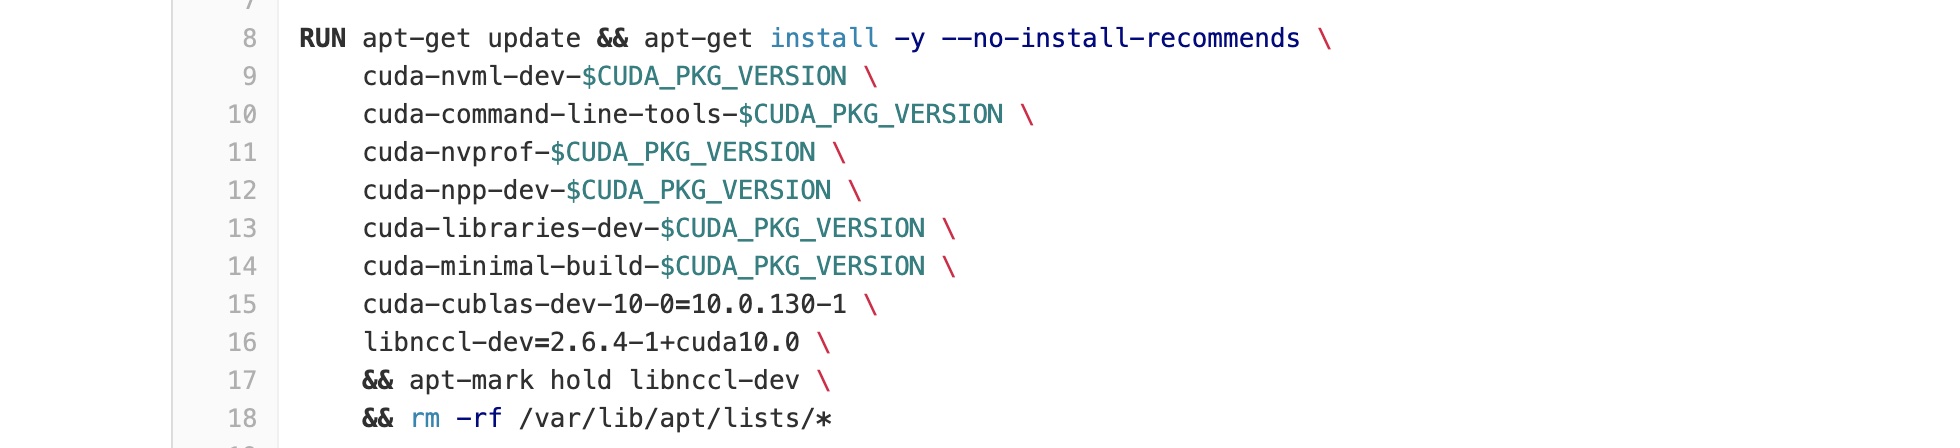 8 RUN apt-get update && apt-get install -y --no-install-recommends \
9 cuda-nvml-dev-$CUDA_PKG_VERSION \
10 cuda-command-line-tools-$CUDA_PKG_VERSION \
11 cuda-nvprof-$CUDA_PKG_VERSION \
12 cuda-npp-dev-$CUDA_PKG_VERSION \
13 cuda-libraries-dev-$CUDA_PKG_VERSION \
14 cuda-minimal-build-$CUDA_PKG_VERSION \
15 cuda-cublas-dev-10-0=10.0.130-1 \
16 libnccl-dev=2.6.4-1+cuda10.0 \
17 && apt-mark hold libnccl-dev \
18 && rm -rf /var/lib/apt/lists/*